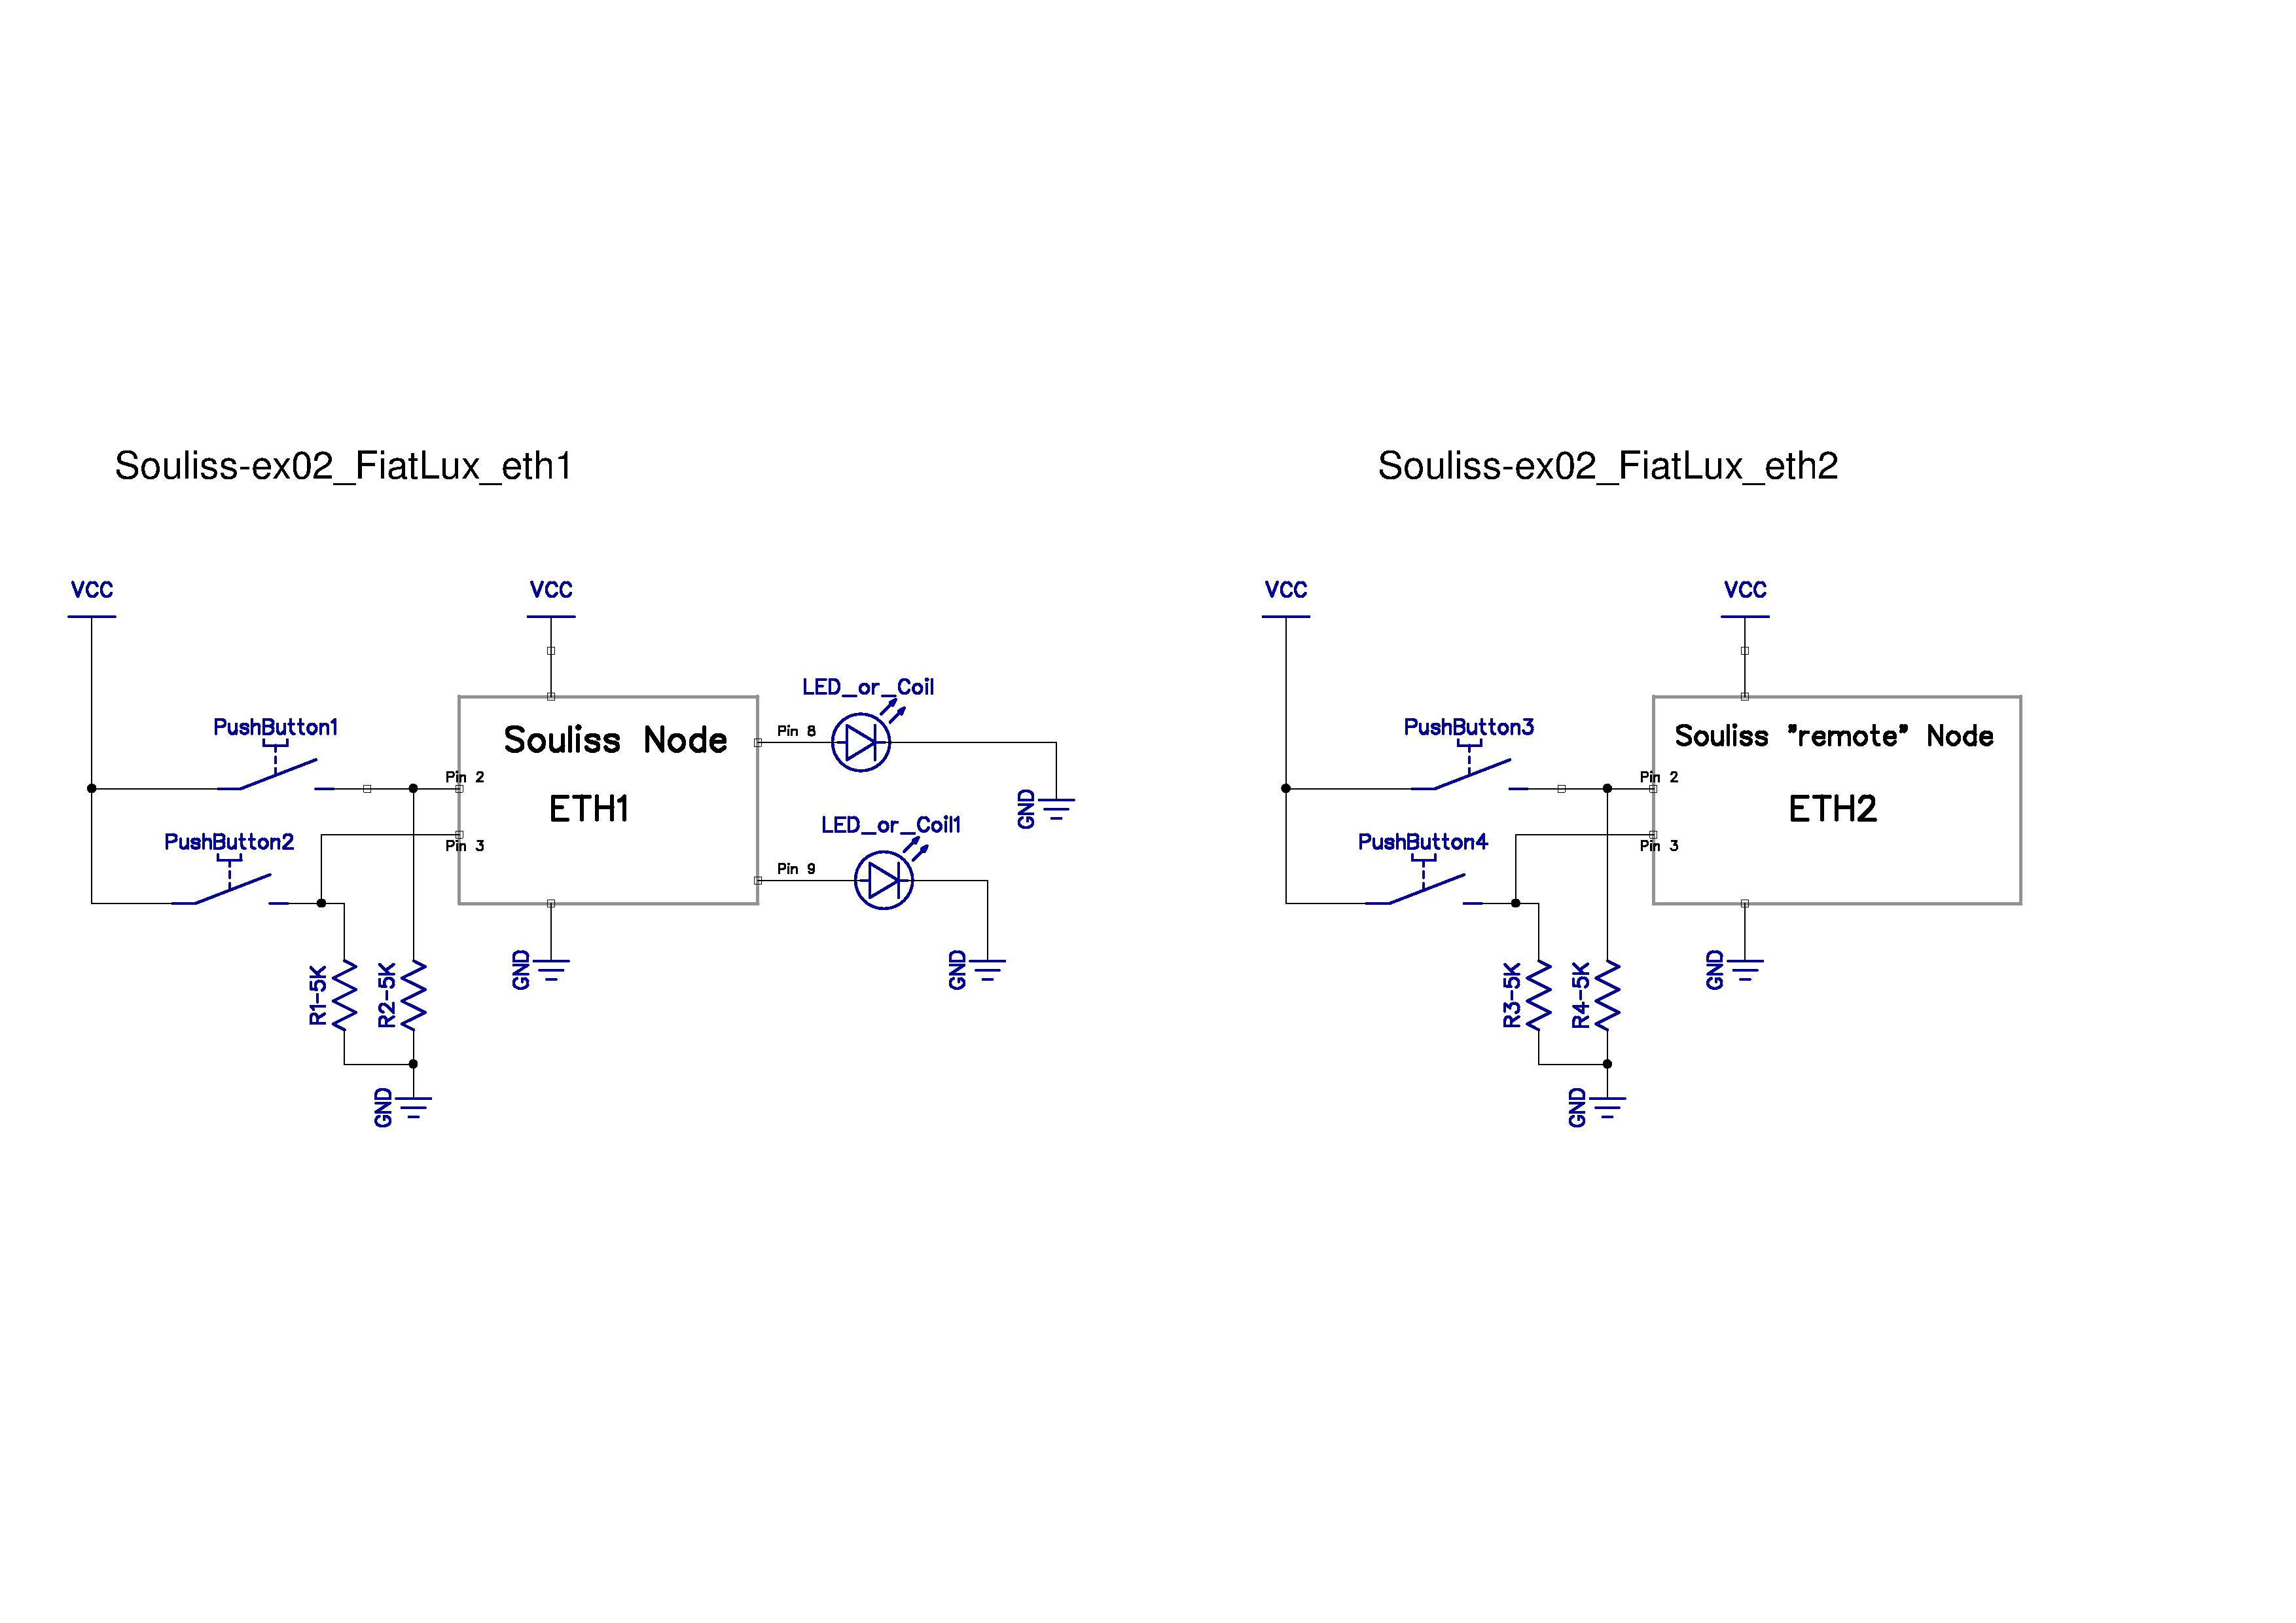 Souliss-ex02_FiatLux_eth1
VCC
VCC
PushButton1
PushButton2
Pin 2
Pin 3
Souliss Node
ETH1
Pin 8
Pin 9
LED_or_Coil
LED_or_Coil1
GND
GND
GND
R1-5K
R2-5K
GND
Souliss-ex02_FiatLux_eth2
VCC
VCC
PushButton3
PushButton4
Pin 2
Pin 3
Souliss "remote" Node
ETH2
GND
R3-5K
R4-5K
GND